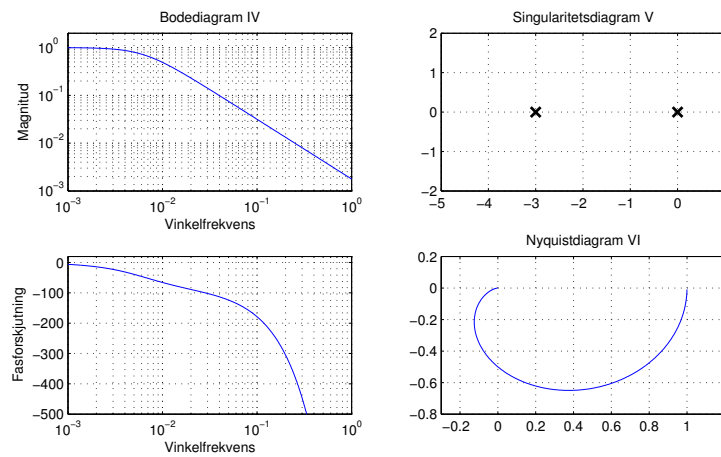 Bodediagram IV
10^0
10^−1
10^−2
10^−3
Magnitud
10^−3 10^−2 10^−1 10^0
Vinkelfrekvens
Singularitetsdiagram V
2
1
0
−1
−2
−5 −4 −3 −2 −1 0
0
−100
−200
−300
−400
−500
Fasförskjutning
10^−3 10^−2 10^−1 10^0
Vinkelfrekvens
Nyquistdiagram VI
0.2
0
−0.2
−0.4
−0.6
−0.8
−0.2 0 0.2 0.4 0.6 0.8 1